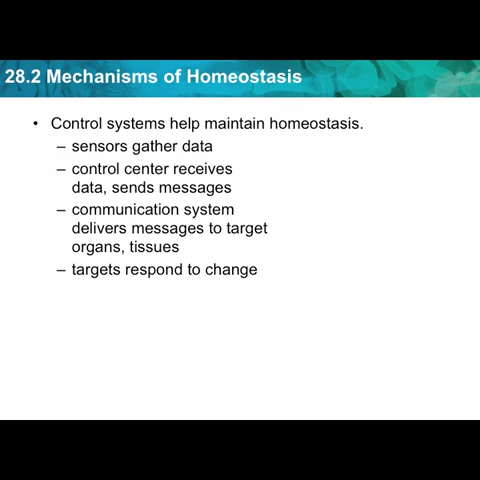 28.2 Mechanisms of Homeostasis
• Control systems help maintain homeostasis.
– sensors gather data
– control center receives
data, sends messages
– communication system
delivers messages to target
organs, tissues
– targets respond to change